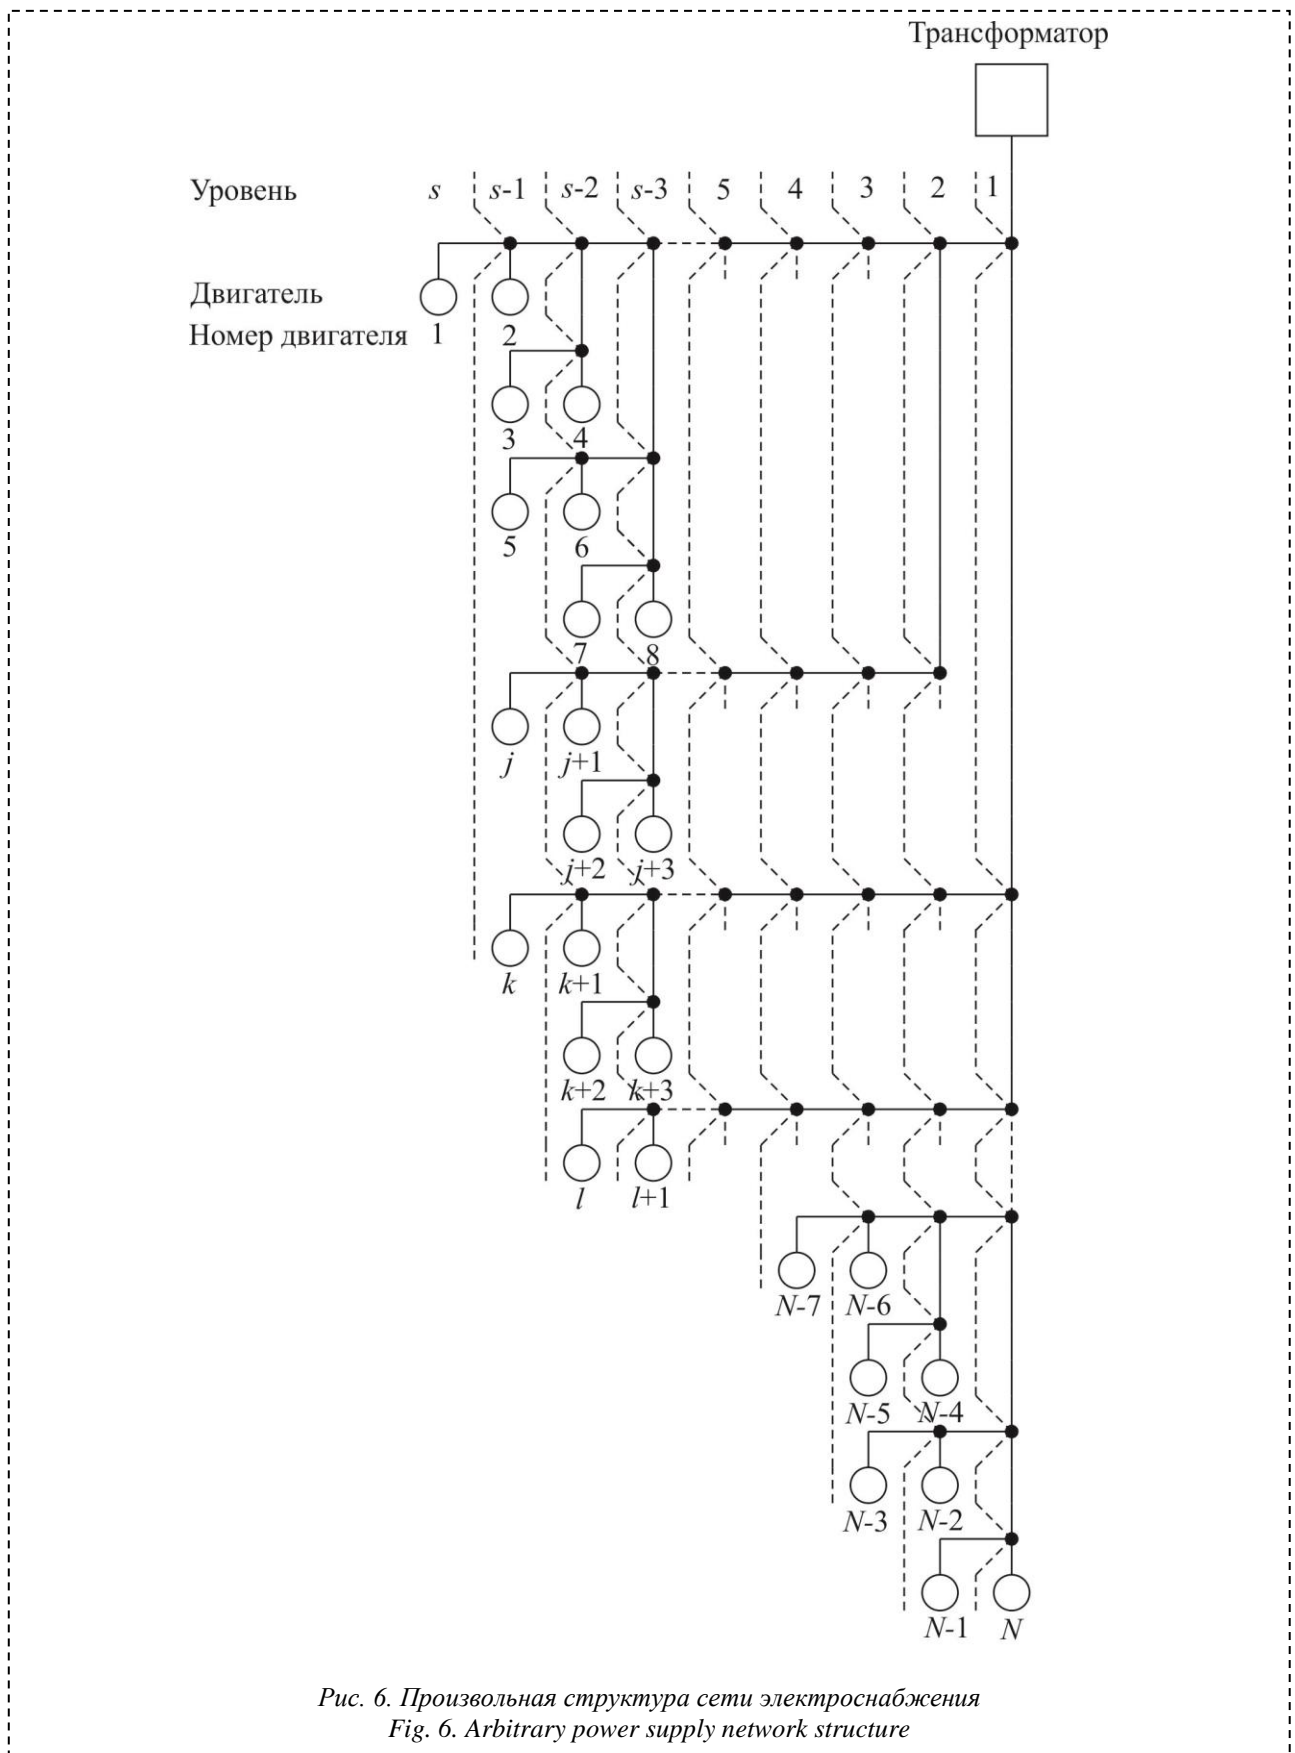 Трансформатор
Уровень s s-1 s-2 s-3 5 4 3 2 1
Двигатель
Номер двигателя 1 2
3 4
5 6
7 8
j j+1
j+2 j+3
k k+1
k+2 k+3
l l+1
N-7 N-6
N-5 N-4
N-3 N-2
N-1 N
Рис. 6. Произвольная структура сети электроснабжения
Fig. 6. Arbitrary power supply network structure